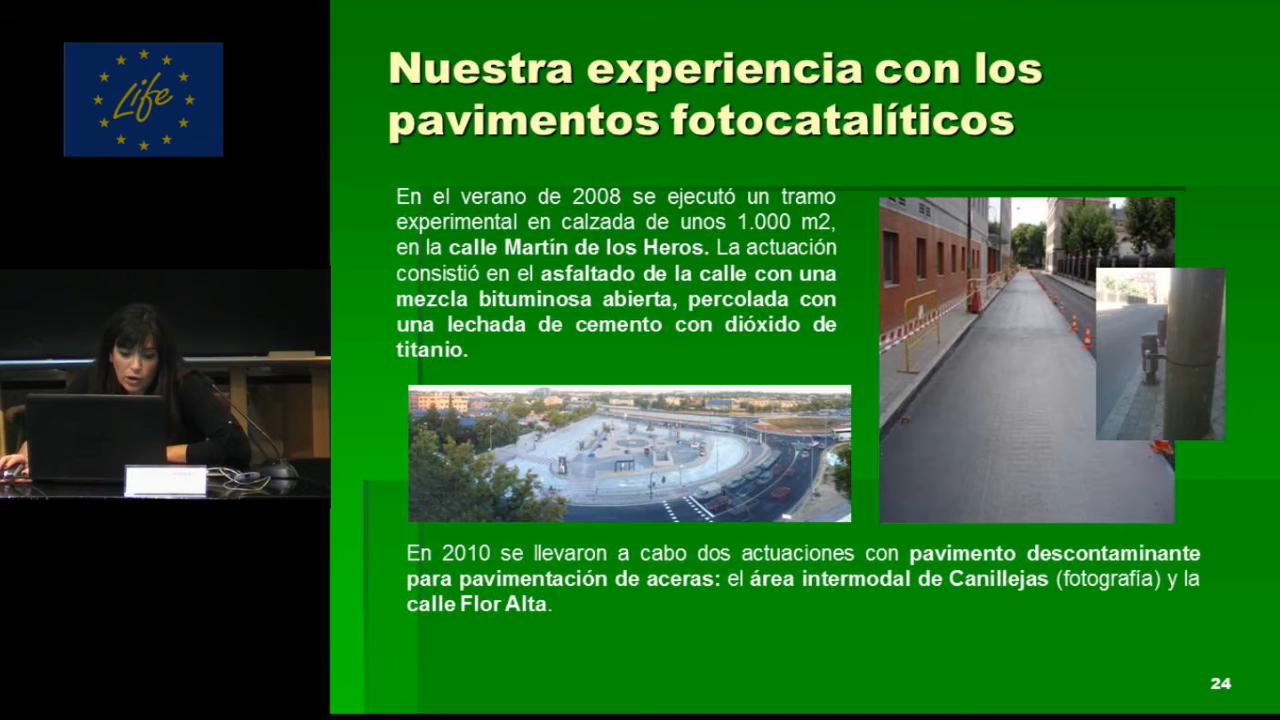 Life
Nuestra experiencia con los
pavimentos fotocatalíticos
En el verano de 2008 se ejecutó un tramo
experimental en calzada de unos 1.000 m2,
en la calle Martín de los Heros. La actuación
consistió en el asfaltado de la calle con una
mezcla bituminosa abierta, percolada con
una lechada de cemento con dióxido de
titanio.
En 2010 se llevaron a cabo dos actuaciones con pavimento descontaminante
para pavimentación de aceras: el área intermodal de Canillejas (fotografía) y la
calle Flor Alta.
24